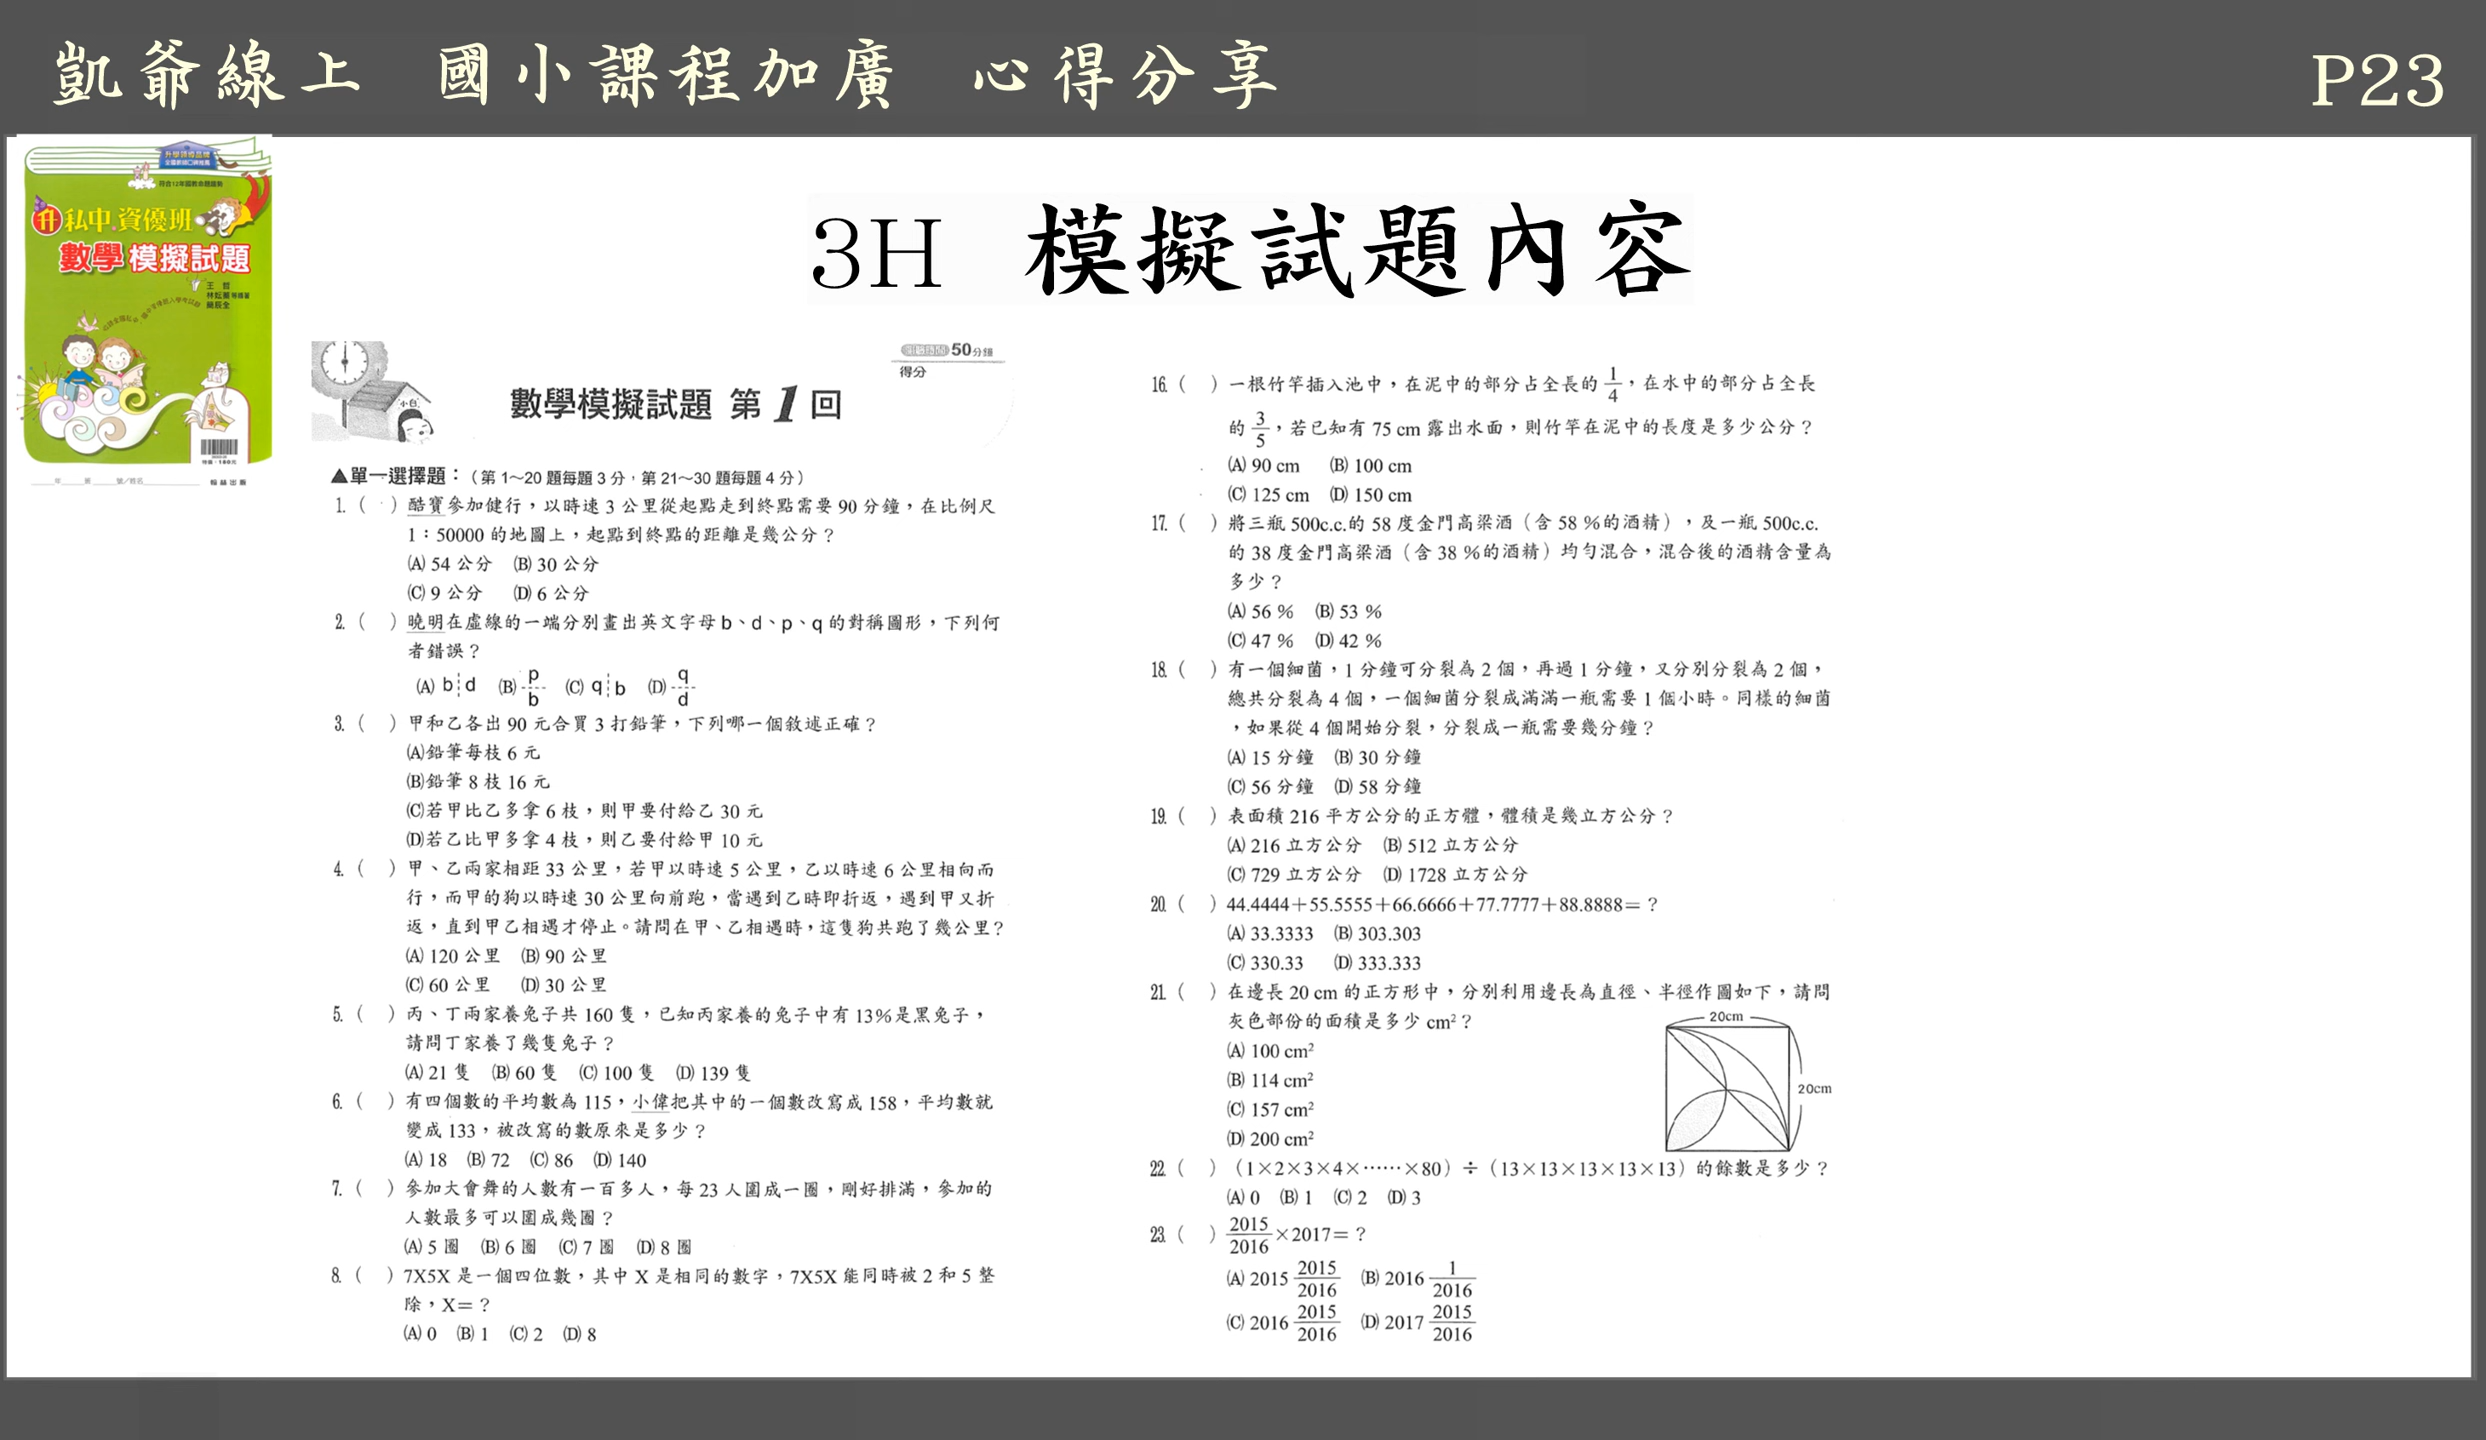 凱爺線上 國小課程加廣 心得分享
P23
升學領導品牌
符合12年國教命題趨勢
升私中.資優班
數學模擬試題
王 哲
翰林出版
3H 模擬試題內容
小白
50分鐘
得分
數學模擬試題 第1回
▲單一選擇題：（第1～20題每題3分，第21～30題每題4分）
1.（ ）酷寶參加健行，以時速3公里從起點走到終點需要90分鐘，在比例尺
1：50000的地圖上，起點到終點的距離是幾公分？
(A) 54公分 (B) 30公分
(C) 9公分 (D) 6公分
2.（ ）曉明在虛線的一端分別畫出英文字母b、d、p、q的對稱圖形，下列何
者錯誤？
(A) b d (B) p b (C) q b (D) q d
3.（ ）甲和乙各出90元合買3打鉛筆，下列哪一個敘述正確？
(A)鉛筆每枝6元
(B)鉛筆8枝16元
(C)若甲比乙多拿6枝，則甲要付給乙30元
(D)若乙比甲多拿4枝，則乙要付給甲10元
4.（ ）甲、乙兩家相距33公里，若甲以時速5公里，乙以時速6公里相向而
行，而甲的狗以時速30公里向前跑，當遇到乙時即折返，遇到甲又折
返，直到甲乙相遇才停止。請問在甲、乙相遇時，這隻狗共跑了幾公里？
(A) 120公里 (B) 90公里
(C) 60公里 (D) 30公里
5.（ ）丙、丁兩家養兔子共160隻，已知丙家養的兔子中有13%是黑兔子，
請問丁家養了幾隻兔子？
(A) 21隻 (B) 60隻 (C) 100隻 (D) 139隻
6.（ ）有四個數的平均數為115，小偉把其中的一個數改寫成158，平均數就
變成133，被改寫的數原來是多少？
(A) 18 (B) 72 (C) 86 (D) 140
7.（ ）參加大會舞的人數有一百多人，每23人圍成一圈，剛好排滿，參加的
人數最多可以圍成幾圈？
(A) 5圈 (B) 6圈 (C) 7圈 (D) 8圈
8.（ ）7X5X是一個四位數，其中X是相同的數字，7X5X能同時被2和5整
除，X＝？
(A) 0 (B) 1 (C) 2 (D) 8
16.（ ）一根竹竿插入池中，在泥中的部分占全長的1/4，在水中的部分占全長
的3/5，若已知有75 cm露出水面，則竹竿在泥中的長度是多少公分？
(A) 90 cm (B) 100 cm
(C) 125 cm (D) 150 cm
17.（ ）將三瓶500c.c.的58度金門高梁酒（含58 %的酒精），及一瓶500c.c.
的38度金門高梁酒（含38 %的酒精）均勻混合，混合後的酒精含量為
多少？
(A) 56 % (B) 53 %
(C) 47 % (D) 42 %
18.（ ）有一個細菌，1分鐘可分裂為2個，再過1分鐘，又分別分裂為2個，
總共分裂為4個，一個細菌分裂成滿滿一瓶需要1個小時。同樣的細菌
，如果從4個開始分裂，分裂成一瓶需要幾分鐘？
(A) 15分鐘 (B) 30分鐘
(C) 56分鐘 (D) 58分鐘
19.（ ）表面積216平方公分的正方體，體積是幾立方公分？
(A) 216立方公分 (B) 512立方公分
(C) 729立方公分 (D) 1728立方公分
20.（ ）44.4444＋55.5555＋66.6666＋77.7777＋88.8888＝？
(A) 33.3333 (B) 303.303
(C) 330.33 (D) 333.333
21.（ ）在邊長20 cm的正方形中，分別利用邊長為直徑、半徑作圖如下，請問
灰色部份的面積是多少cm²？
(A) 100 cm²
(B) 114 cm²
(C) 157 cm²
(D) 200 cm²
20cm
20cm
22.（ ）（1×2×3×4×……×80）÷（13×13×13×13×13）的餘數是多少？
(A) 0 (B) 1 (C) 2 (D) 3
23.（ ）2015/2016×2017＝？
(A) 2015 2015/2016 (B) 2016 1/2016
(C) 2016 2015/2016 (D) 2017 2015/2016